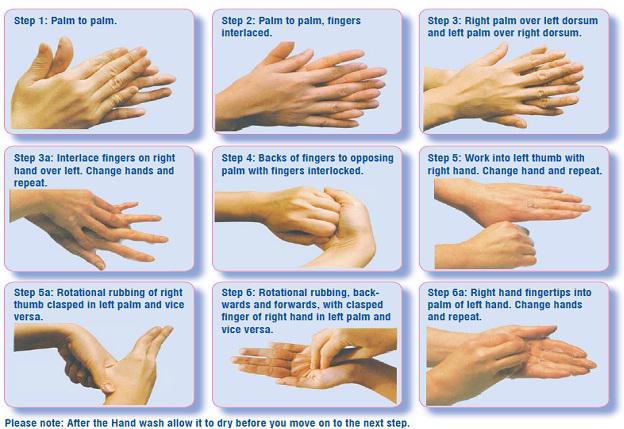 Step 1: Palm to palm.
Step 2: Palm to palm, fingers
interlaced.
Step 3: Right palm over left dorsum
and left palm over right dorsum.
Step 3a: Interlace fingers on right
hand over left. Change hands and
repeat.
Step 4: Backs of fingers to opposing
palm with fingers interlocked.
Step 5: Work into left thumb with
right hand. Change hand and repeat.
Step 5a: Rotational rubbing of right
thumb clasped in left palm and vice
versa.
Step 6: Rotational rubbing, back-
wards and forwards, with clasped
finger of right hand in left palm and
vice versa.
Step 6a: Right hand fingertips into
palm of left hand. Change hands
and repeat.
Please note: After the Hand wash allow it to dry before you move on to the next step.